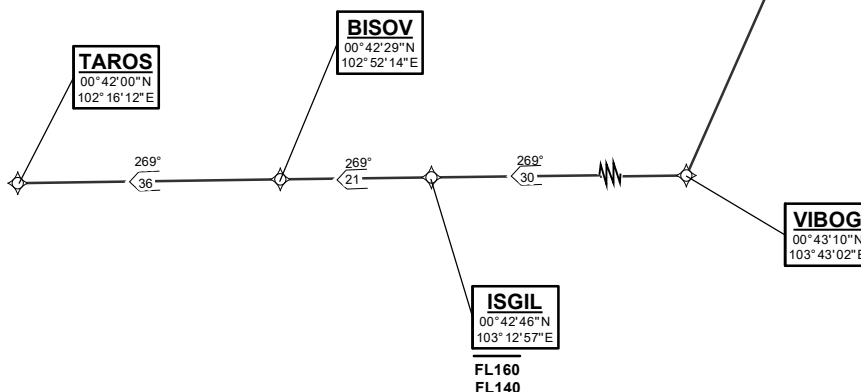 BISOV
00°42'29"N
102°52'14"E
TAROS
00°42'00"N
102°16'12"E
269°
36
269°
21
269°
30
VIBOG
00°43'10"N
103°43'02"E
ISGIL
00°42'46"N
103°12'57"E
FL160
FL140